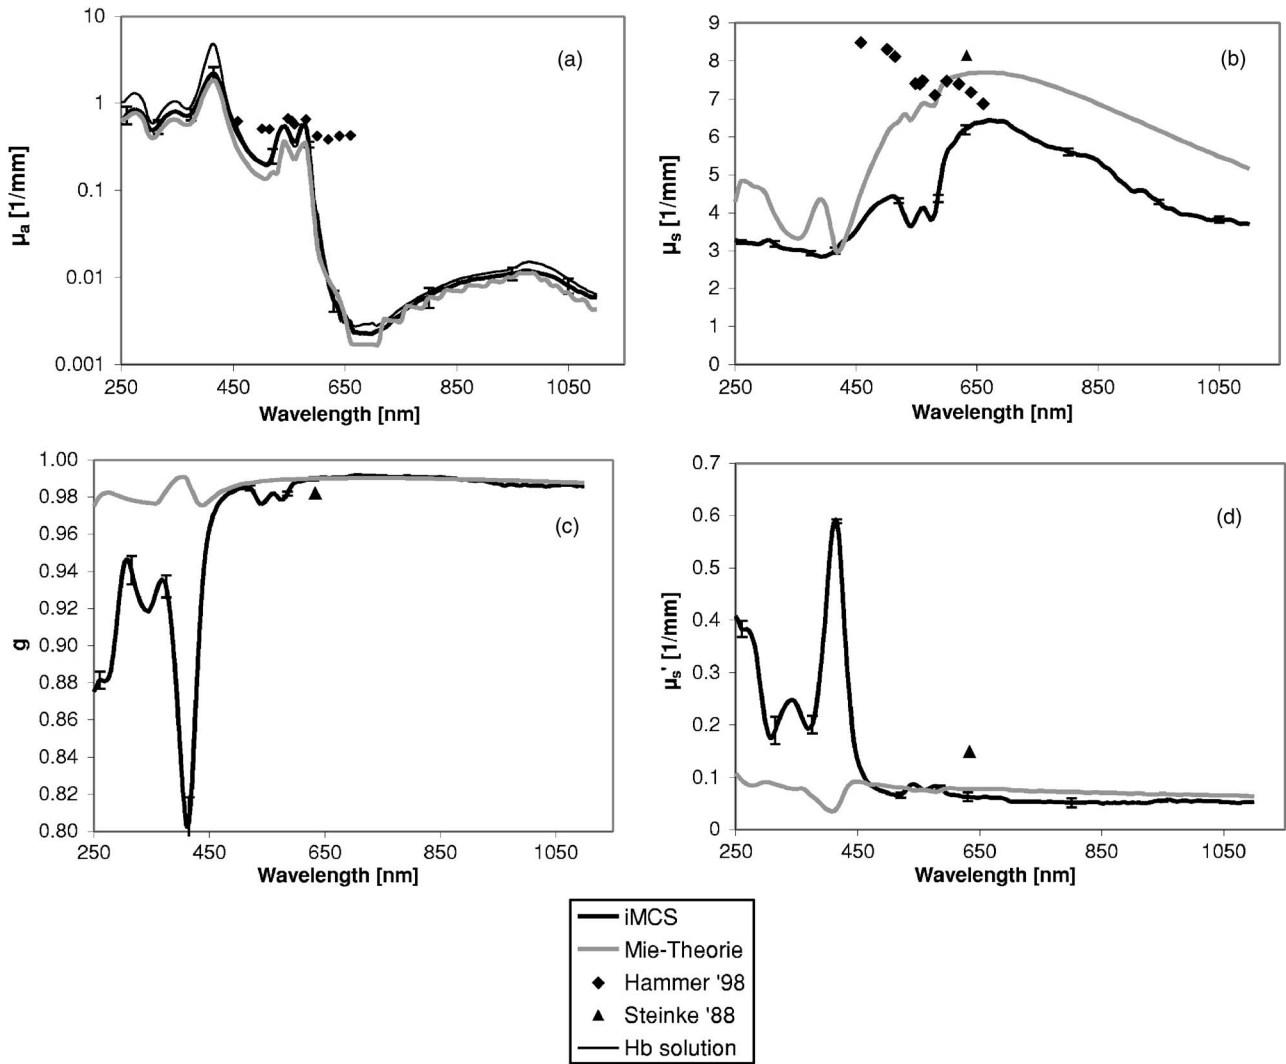 10
1
0.1
0.01
0.001
250 450 650 850 1050
Wavelength [nm]
µa [1/mm]
(a)
9
8
7
6
5
4
3
2
1
0
250 450 650 850 1050
Wavelength [nm]
µs [1/mm]
(b)
1.00
0.98
0.96
0.94
0.92
0.90
0.88
0.86
0.84
0.82
0.80
250 450 650 850 1050
Wavelength [nm]
g
(c)
0.7
0.6
0.5
0.4
0.3
0.2
0.1
0
250 450 650 850 1050
Wavelength [nm]
µs' [1/mm]
(d)
iMCS
Mie-Theorie
Hammer '98
Steinke '88
Hb solution